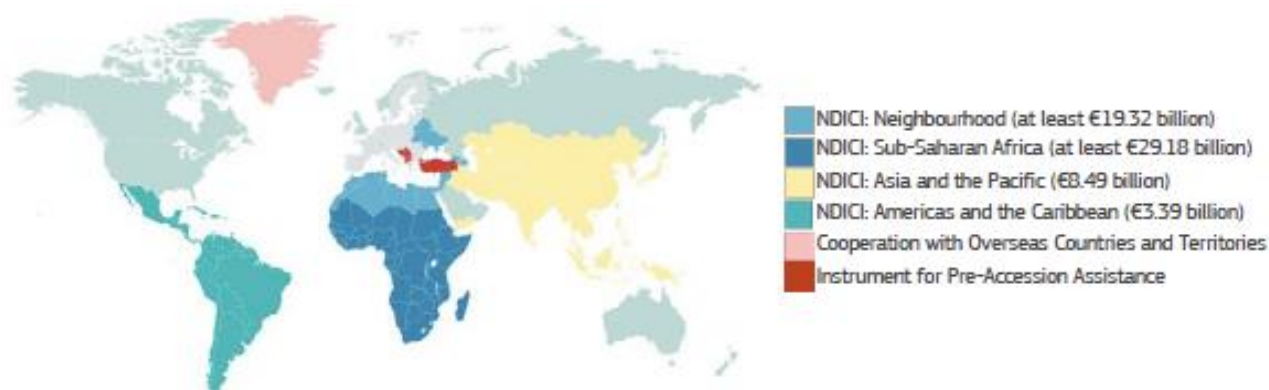 NDICI: Neighbourhood (at least €19.32 billion)
NDICI: Sub-Saharan Africa (at least €29.18 billion)
NDICI: Asia and the Pacific (€8.49 billion)
NDICI: Americas and the Caribbean (€3.39 billion)
Cooperation with Overseas Countries and Territories
Instrument for Pre-Accession Assistance